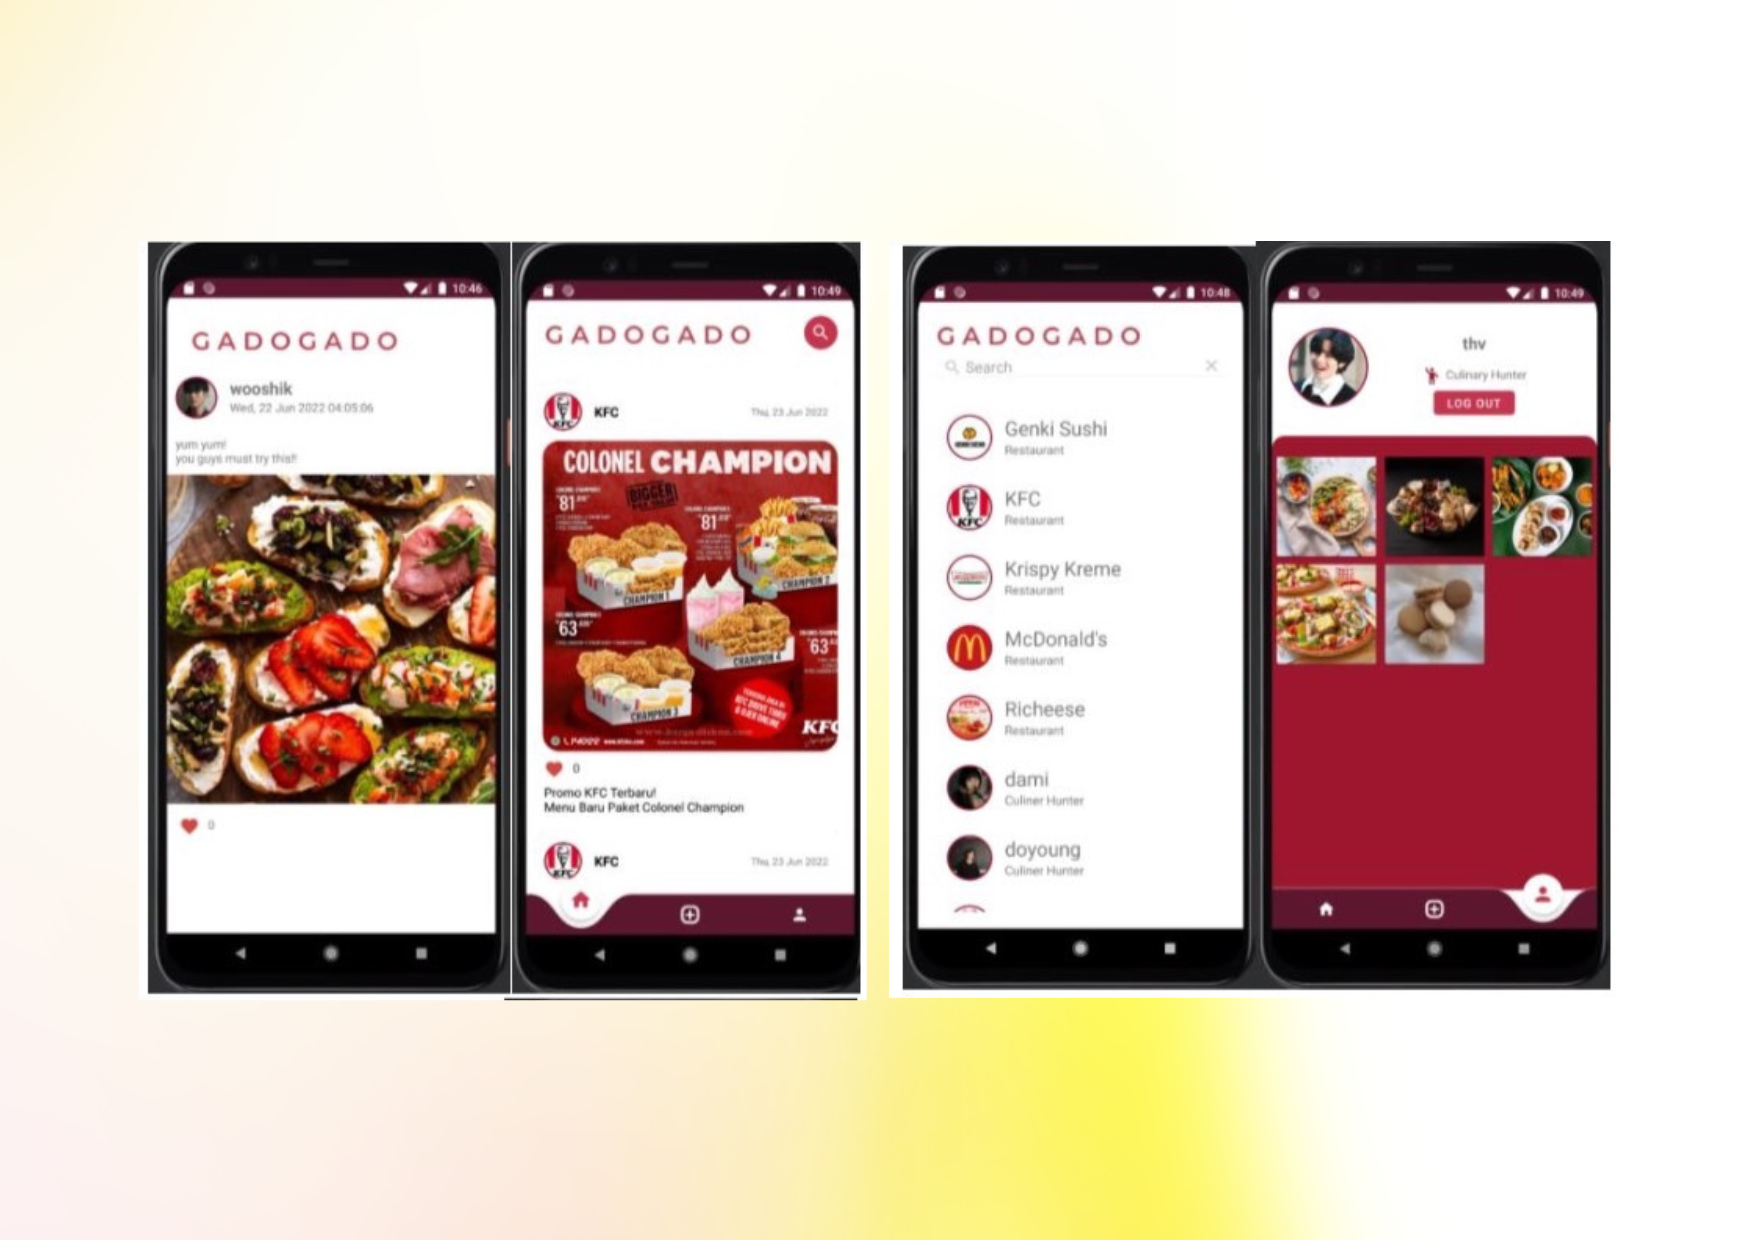 10:46
GADOGADO
wooshik
Wed, 22 Jun 2022 04:05:06
yum yum!
you guys must try this!!
0
10:49
GADOGADO
KFC
Thu, 23 Jun 2022
COLONEL CHAMPION
BIGGER
81
81
CHAMPION 1
CHAMPION 2
63
63
CHAMPION 4
CHAMPION 3
KFC DRIVE THRU
KFC
14022
0
Promo KFC Terbaru!
Menu Baru Paket Colonel Champion
KFC
Thu, 23 Jun 2022
10:48
GADOGADO
Search
Genki Sushi
Restaurant
KFC
Restaurant
Krispy Kreme
Restaurant
McDonald's
Restaurant
Richeese
Restaurant
dami
Culiner Hunter
doyoung
Culiner Hunter
10:49
thv
Culinary Hunter
LOG OUT